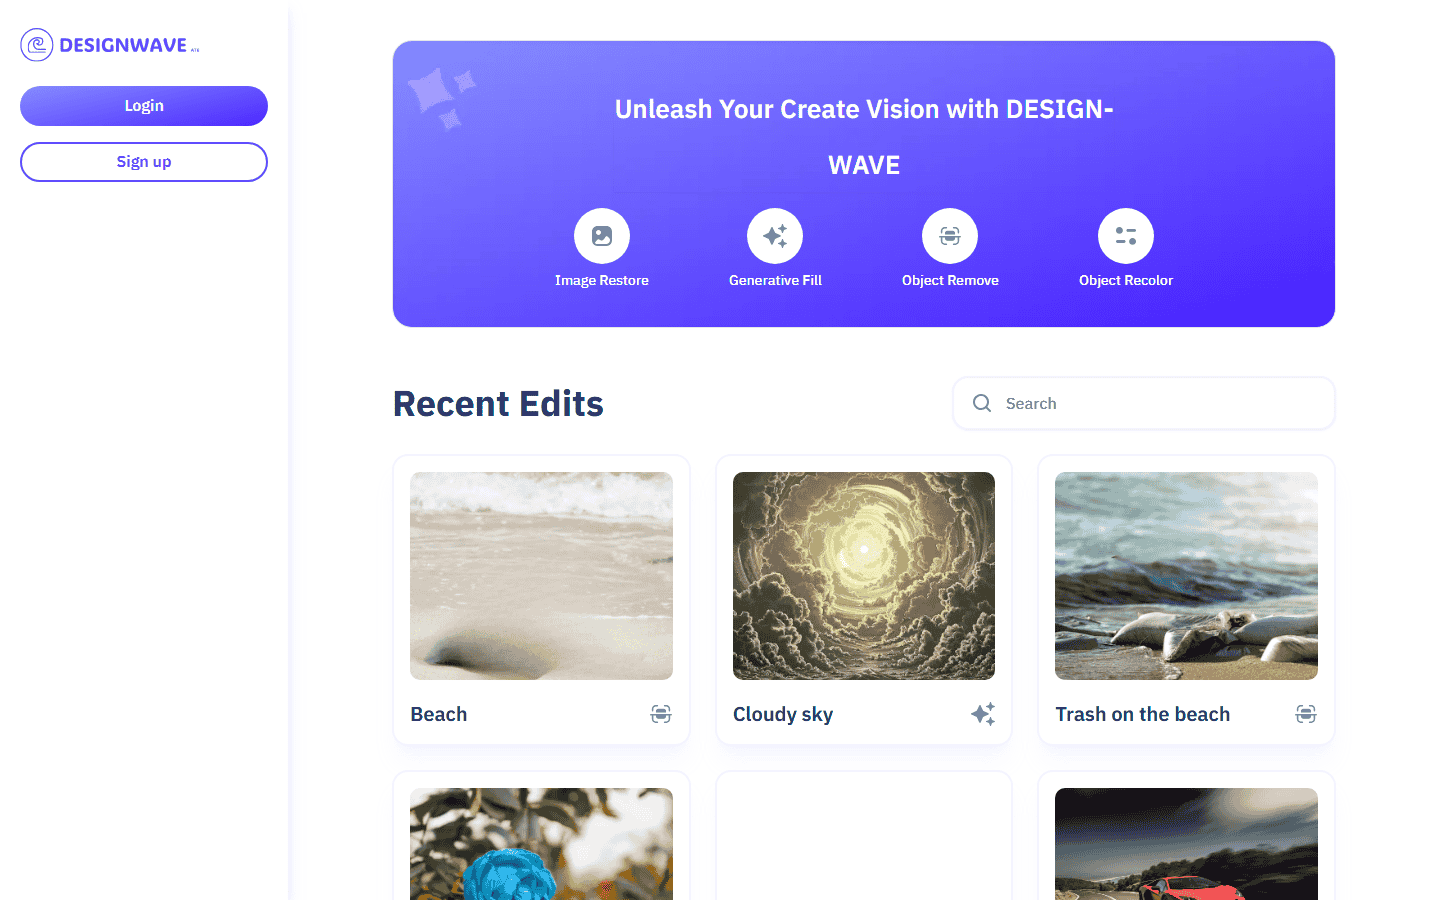 DESIGNWAVE
Login
Sign up
Unleash Your Create Vision with DESIGN-
WAVE
Image Restore
Generative Fill
Object Remove
Object Recolor
Recent Edits
Search
Beach
Cloudy sky
Trash on the beach